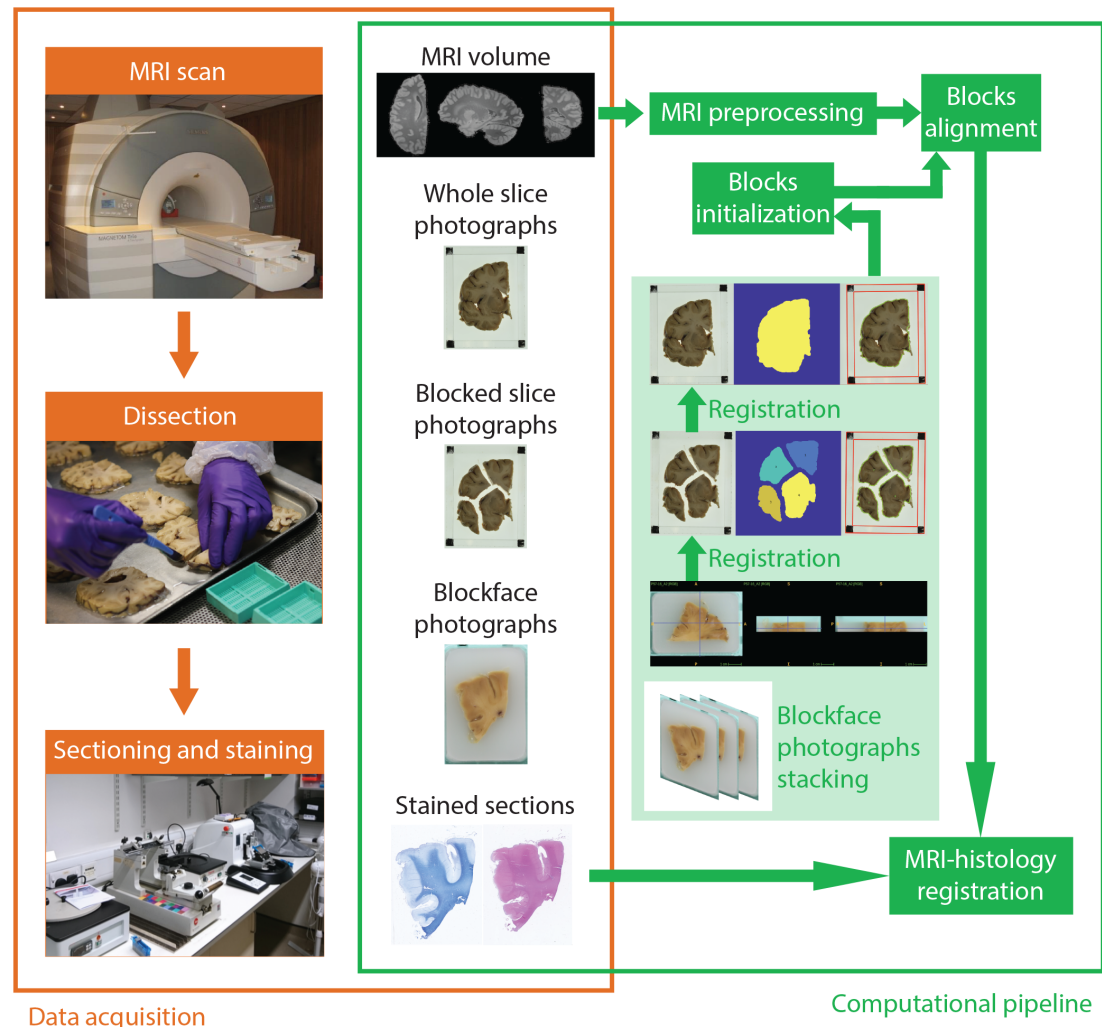 MRI scan
Dissection
Sectioning and staining
Data acquisition
MRI volume
Whole slice
photographs
Blocked slice
photographs
Blockface
photographs
Stained sections
MRI preprocessing
Blocks
alignment
Blocks
initialization
Registration
Registration
Blockface
photographs
stacking
MRI-histology
registration
Computational pipeline